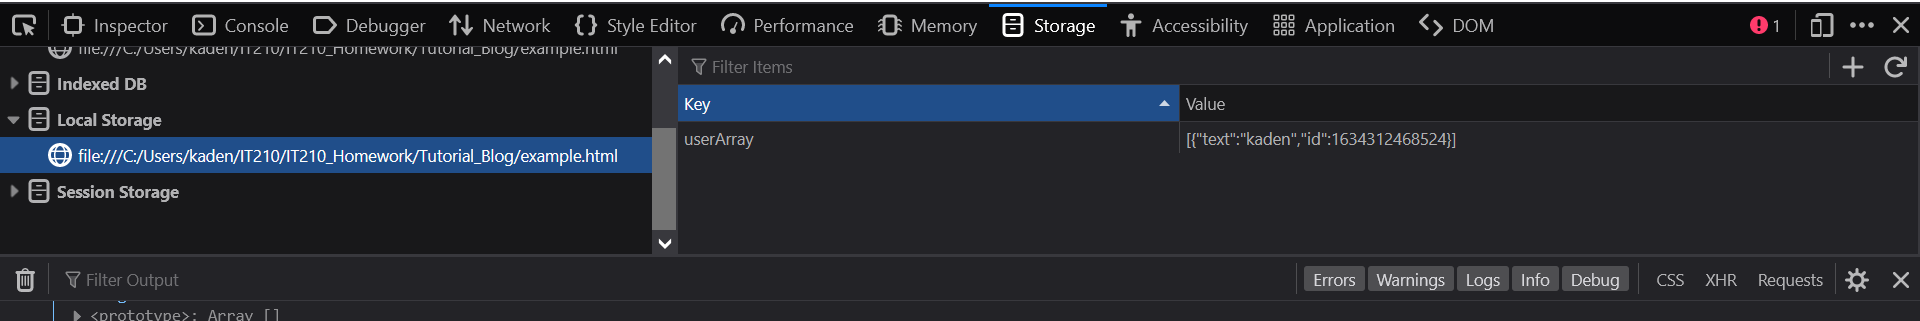 Inspector Console Debugger Network Style Editor Performance Memory Storage Accessibility Application DOM 1
file:///C:/Users/kaden/IT210/IT210_Homework/Tutorial_Blog/example.html
Filter Items
Indexed DB
Key Value
Local Storage
userArray [{"text":"kaden","id":1634312468524}]
file:///C:/Users/kaden/IT210/IT210_Homework/Tutorial_Blog/example.html
Session Storage
Filter Output Errors Warnings Logs Info Debug CSS XHR Requests
<prototype>: Array []